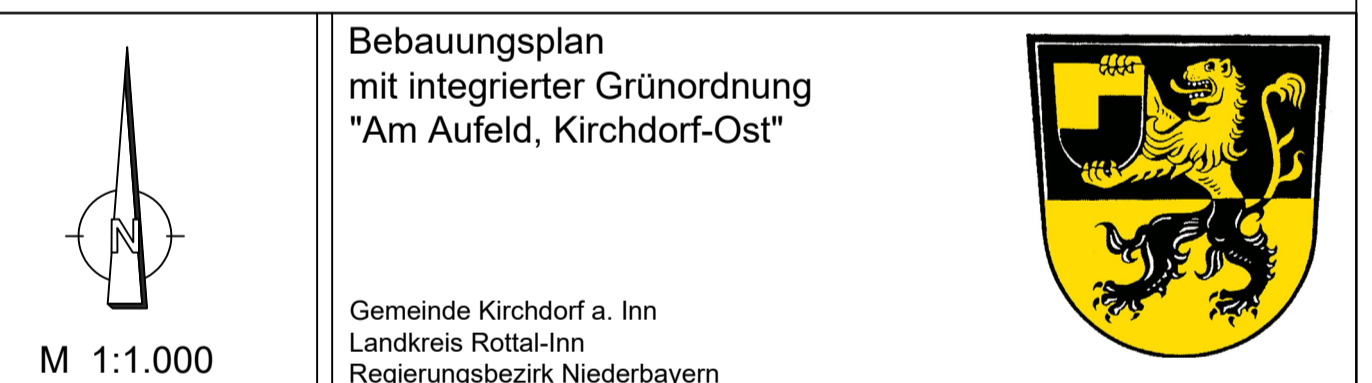 Bebauungsplan
mit integrierter Grünordnung
"Am Aufeld, Kirchdorf-Ost"
N
M 1:1.000
Gemeinde Kirchdorf a. Inn
Landkreis Rottal-Inn
Regierungsbezirk Niederbayern